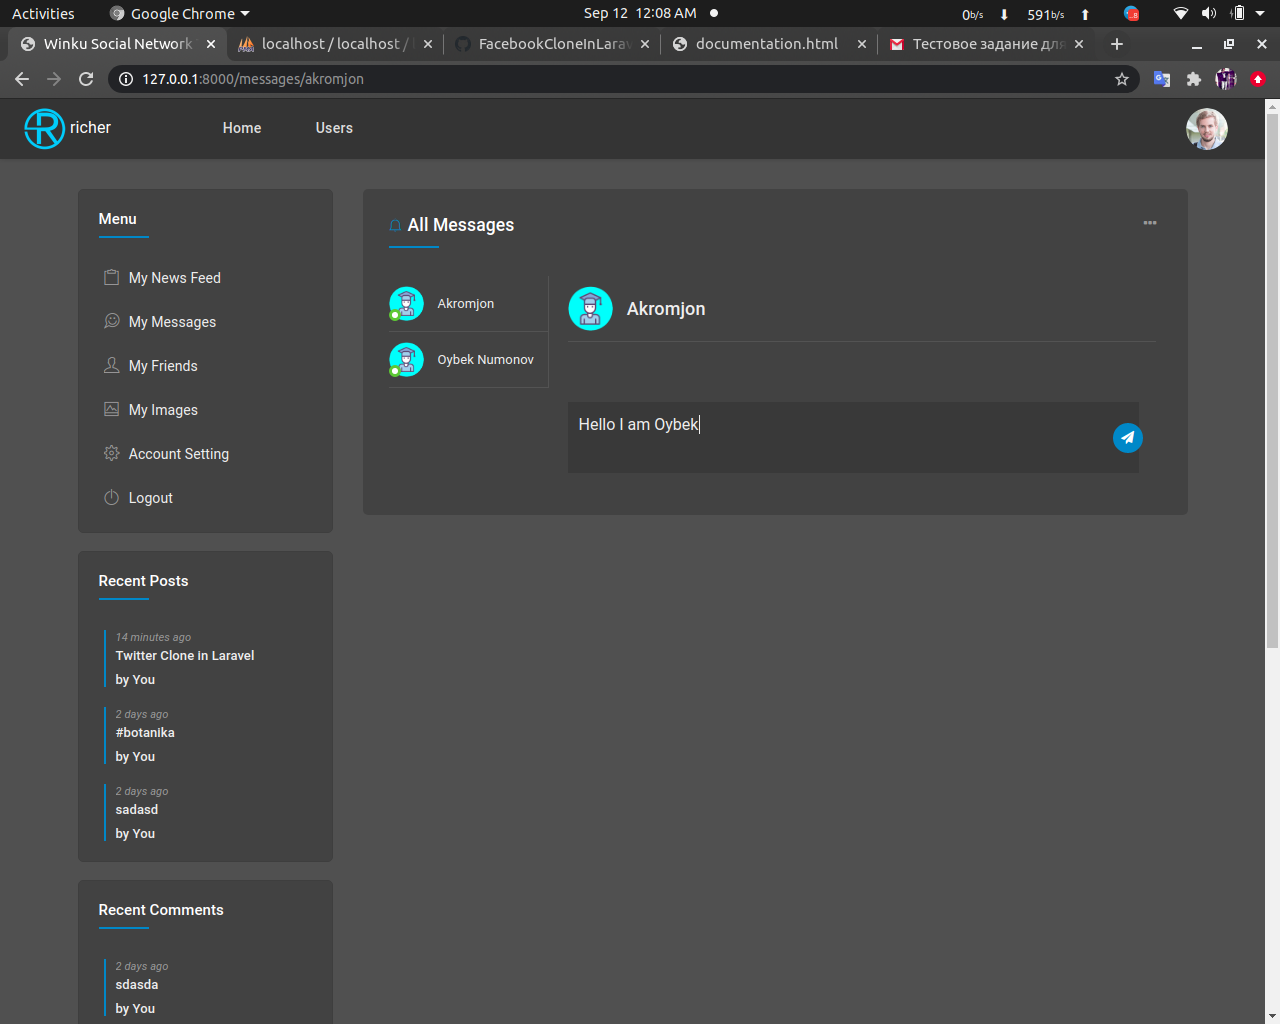 Activities Google Chrome Sep 12 12:08 AM 0b/s 591b/s
Winku Social Network localhost / localhost / FacebookCloneInLarav documentation.html Тестовое задание для
127.0.0.1:8000/messages/akromjon
richer Home Users
Menu
My News Feed
My Messages
My Friends
My Images
Account Setting
Logout
All Messages
Akromjon
Oybek Numonov
Akromjon
Hello I am Oybek
Recent Posts
14 minutes ago
Twitter Clone in Laravel
by You
2 days ago
#botanika
by You
2 days ago
sadasd
by You
Recent Comments
2 days ago
sdasda
by You